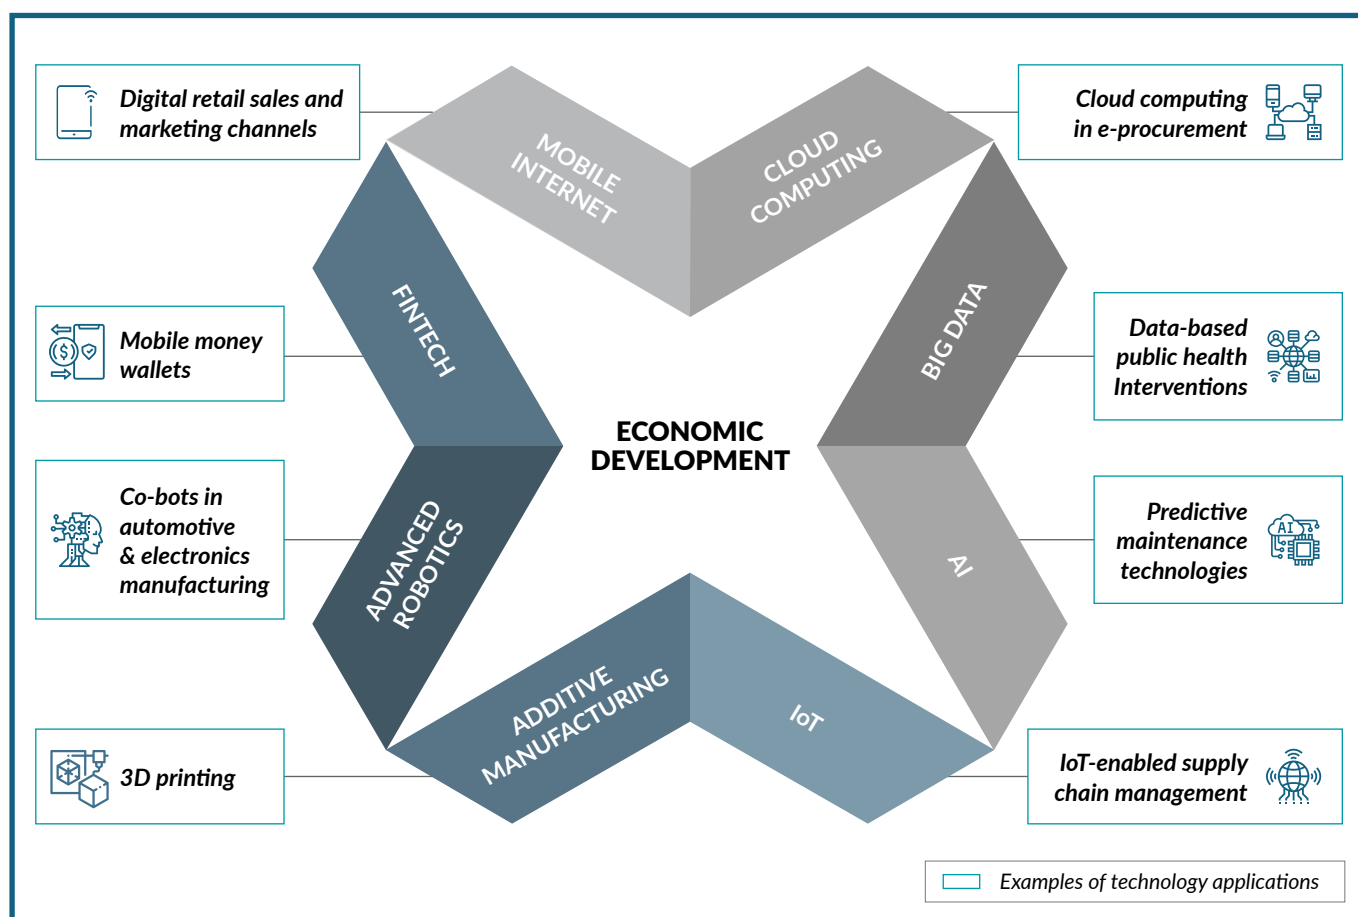 Digital retail sales and
marketing channels
MOBILE
INTERNET
CLOUD
COMPUTING
Cloud computing
in e-procurement
FINTECH
Mobile money
wallets
BIG DATA
Data-based
public health
Interventions
ECONOMIC
DEVELOPMENT
ADVANCED
ROBOTICS
Co-bots in
automotive
& electronics
manufacturing
AI
Predictive
maintenance
technologies
AI
ADDITIVE
MANUFACTURING
3D printing
IoT
IoT-enabled supply
chain management
Examples of technology applications